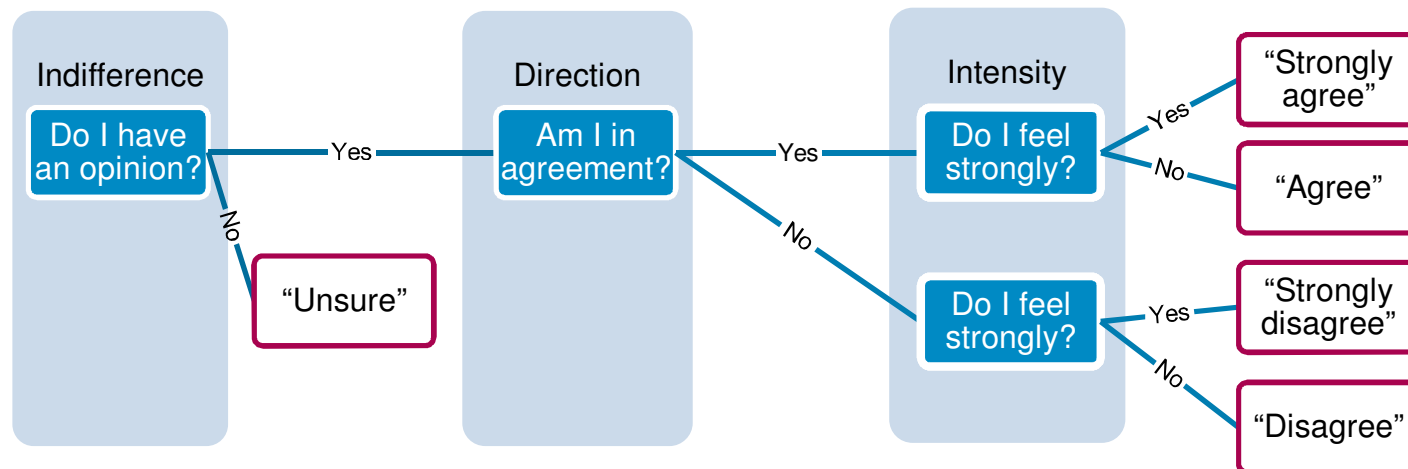 Indifference
Do I have
an opinion?
Yes
No
“Unsure”
Direction
Am I in
agreement?
Yes
No
Intensity
Do I feel
strongly?
Yes
No
Do I feel
strongly?
Yes
No
“Strongly
agree”
“Agree”
“Strongly
disagree”
“Disagree”